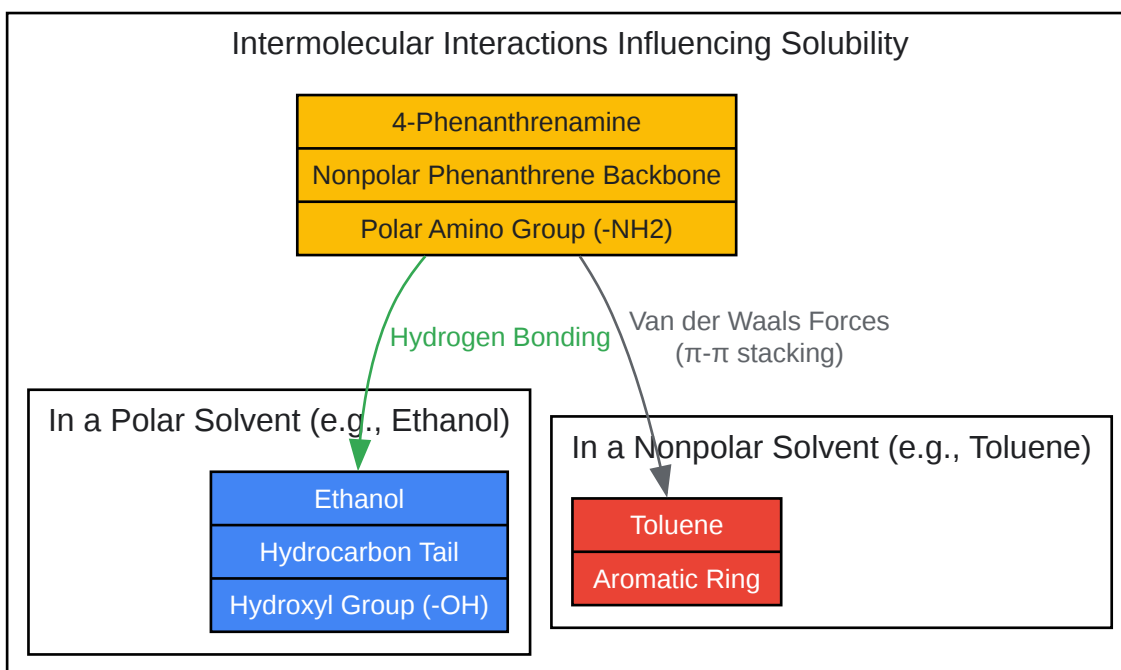 Intermolecular Interactions Influencing Solubility
4-Phenanthrenamine
Nonpolar Phenanthrene Backbone
Polar Amino Group (-NH2)
Hydrogen Bonding
Van der Waals Forces
(π-π stacking)
In a Polar Solvent (e.g., Ethanol)
Ethanol
Hydrocarbon Tail
Hydroxyl Group (-OH)
In a Nonpolar Solvent (e.g., Toluene)
Toluene
Aromatic Ring